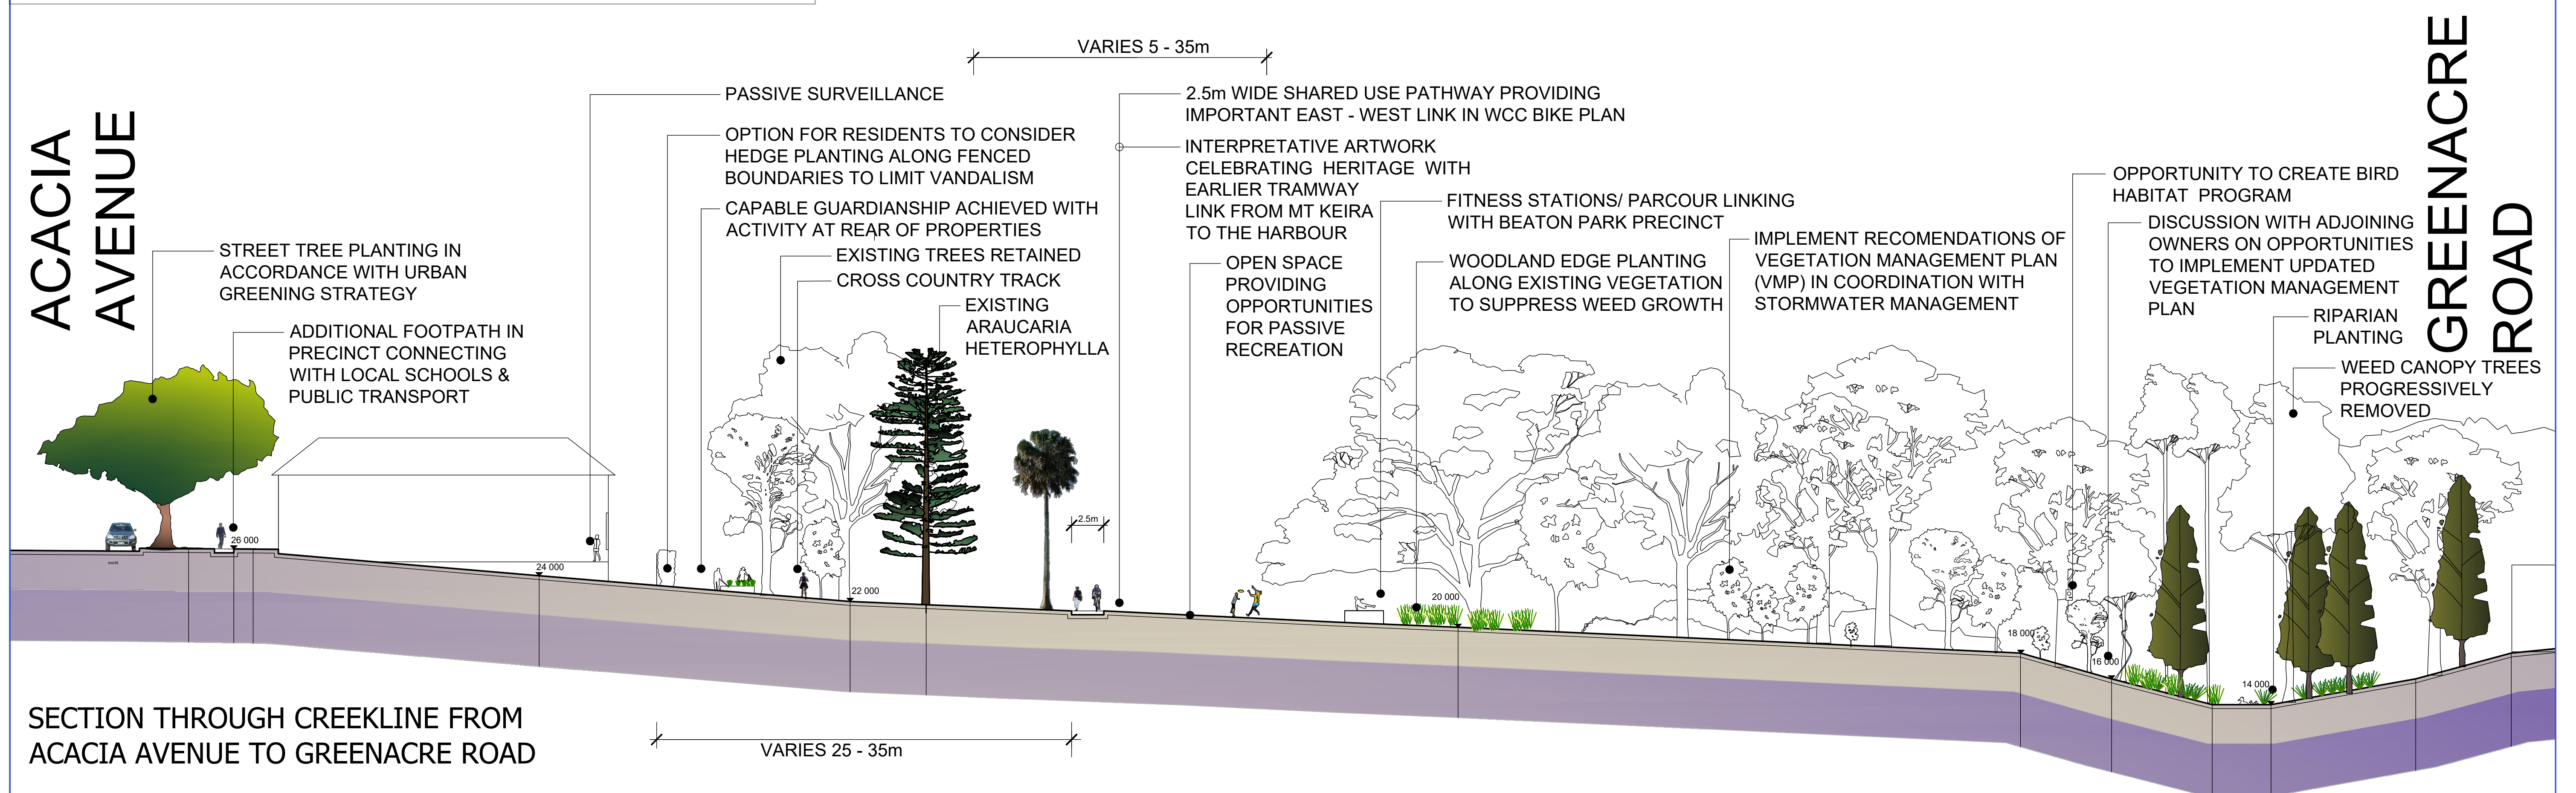 VARIES 5 - 35m
ACACIA
AVENUE
STREET TREE PLANTING IN
ACCORDANCE WITH URBAN
GREENING STRATEGY
ADDITIONAL FOOTPATH IN
PRECINCT CONNECTING
WITH LOCAL SCHOOLS &
PUBLIC TRANSPORT
PASSIVE SURVEILLANCE
OPTION FOR RESIDENTS TO CONSIDER
HEDGE PLANTING ALONG FENCED
BOUNDARIES TO LIMIT VANDALISM
CAPABLE GUARDIANSHIP ACHIEVED WITH
ACTIVITY AT REAR OF PROPERTIES
EXISTING TREES RETAINED
CROSS COUNTRY TRACK
EXISTING
ARAUCARIA
HETEROPHYLLA
2.5m WIDE SHARED USE PATHWAY PROVIDING
IMPORTANT EAST - WEST LINK IN WCC BIKE PLAN
INTERPRETATIVE ARTWORK
CELEBRATING HERITAGE WITH
EARLIER TRAMWAY
LINK FROM MT KEIRA
TO THE HARBOUR
OPEN SPACE
PROVIDING
OPPORTUNITIES
FOR PASSIVE
RECREATION
FITNESS STATIONS/ PARCOUR LINKING
WITH BEATON PARK PRECINCT
WOODLAND EDGE PLANTING
ALONG EXISTING VEGETATION
TO SUPPRESS WEED GROWTH
IMPLEMENT RECOMENDATIONS OF
VEGETATION MANAGEMENT PLAN
(VMP) IN COORDINATION WITH
STORMWATER MANAGEMENT
OPPORTUNITY TO CREATE BIRD
HABITAT PROGRAM
DISCUSSION WITH ADJOINING
OWNERS ON OPPORTUNITIES
TO IMPLEMENT UPDATED
VEGETATION MANAGEMENT
PLAN
RIPARIAN
PLANTING
WEED CANOPY TREES
PROGRESSIVELY
REMOVED
GREENACRE
ROAD
2.5m
26 000
24 000
22 000
20 000
18 000
16 000
14 000
VARIES 25 - 35m
SECTION THROUGH CREEKLINE FROM
ACACIA AVENUE TO GREENACRE ROAD